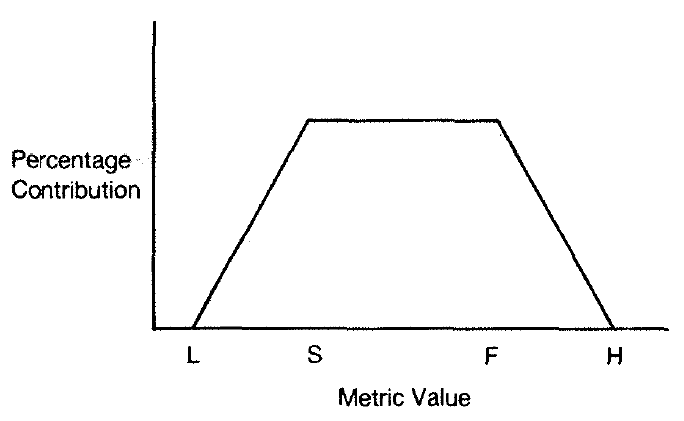 Percentage
Contribution
L S F H
Metric Value